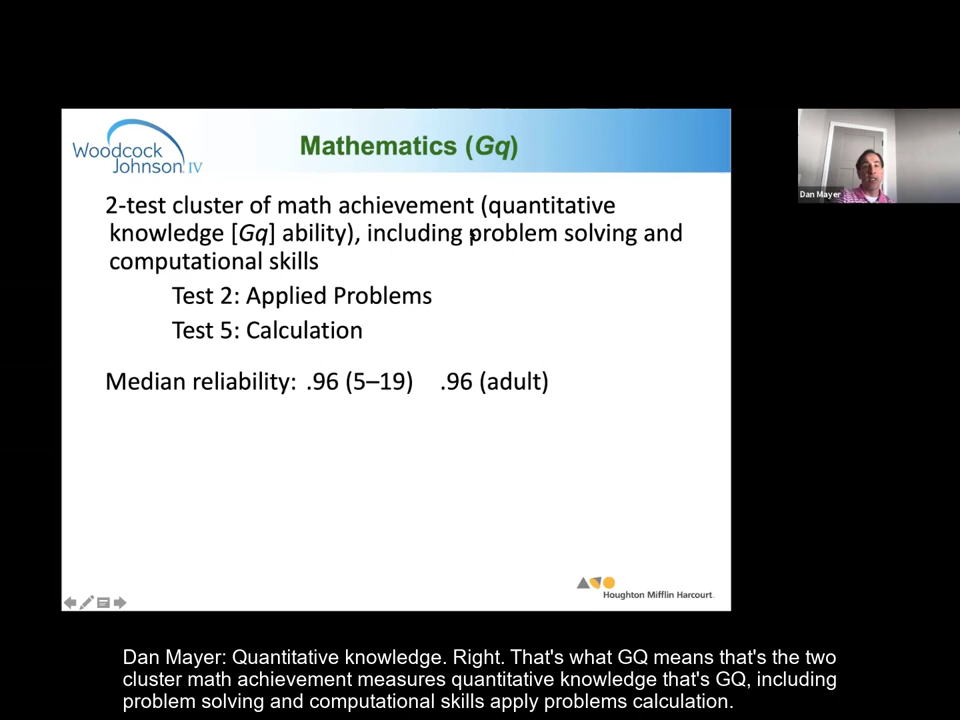 Woodcock
Johnson IV
Mathematics (Gq)
2-test cluster of math achievement (quantitative
knowledge [Gq] ability), including problem solving and
computational skills
Test 2: Applied Problems
Test 5: Calculation
Median reliability: .96 (5–19) .96 (adult)
Houghton Mifflin Harcourt.
Dan Mayer
Dan Mayer: Quantitative knowledge. Right. That's what GQ means that's the two
cluster math achievement measures quantitative knowledge that's GQ, including
problem solving and computational skills apply problems calculation.